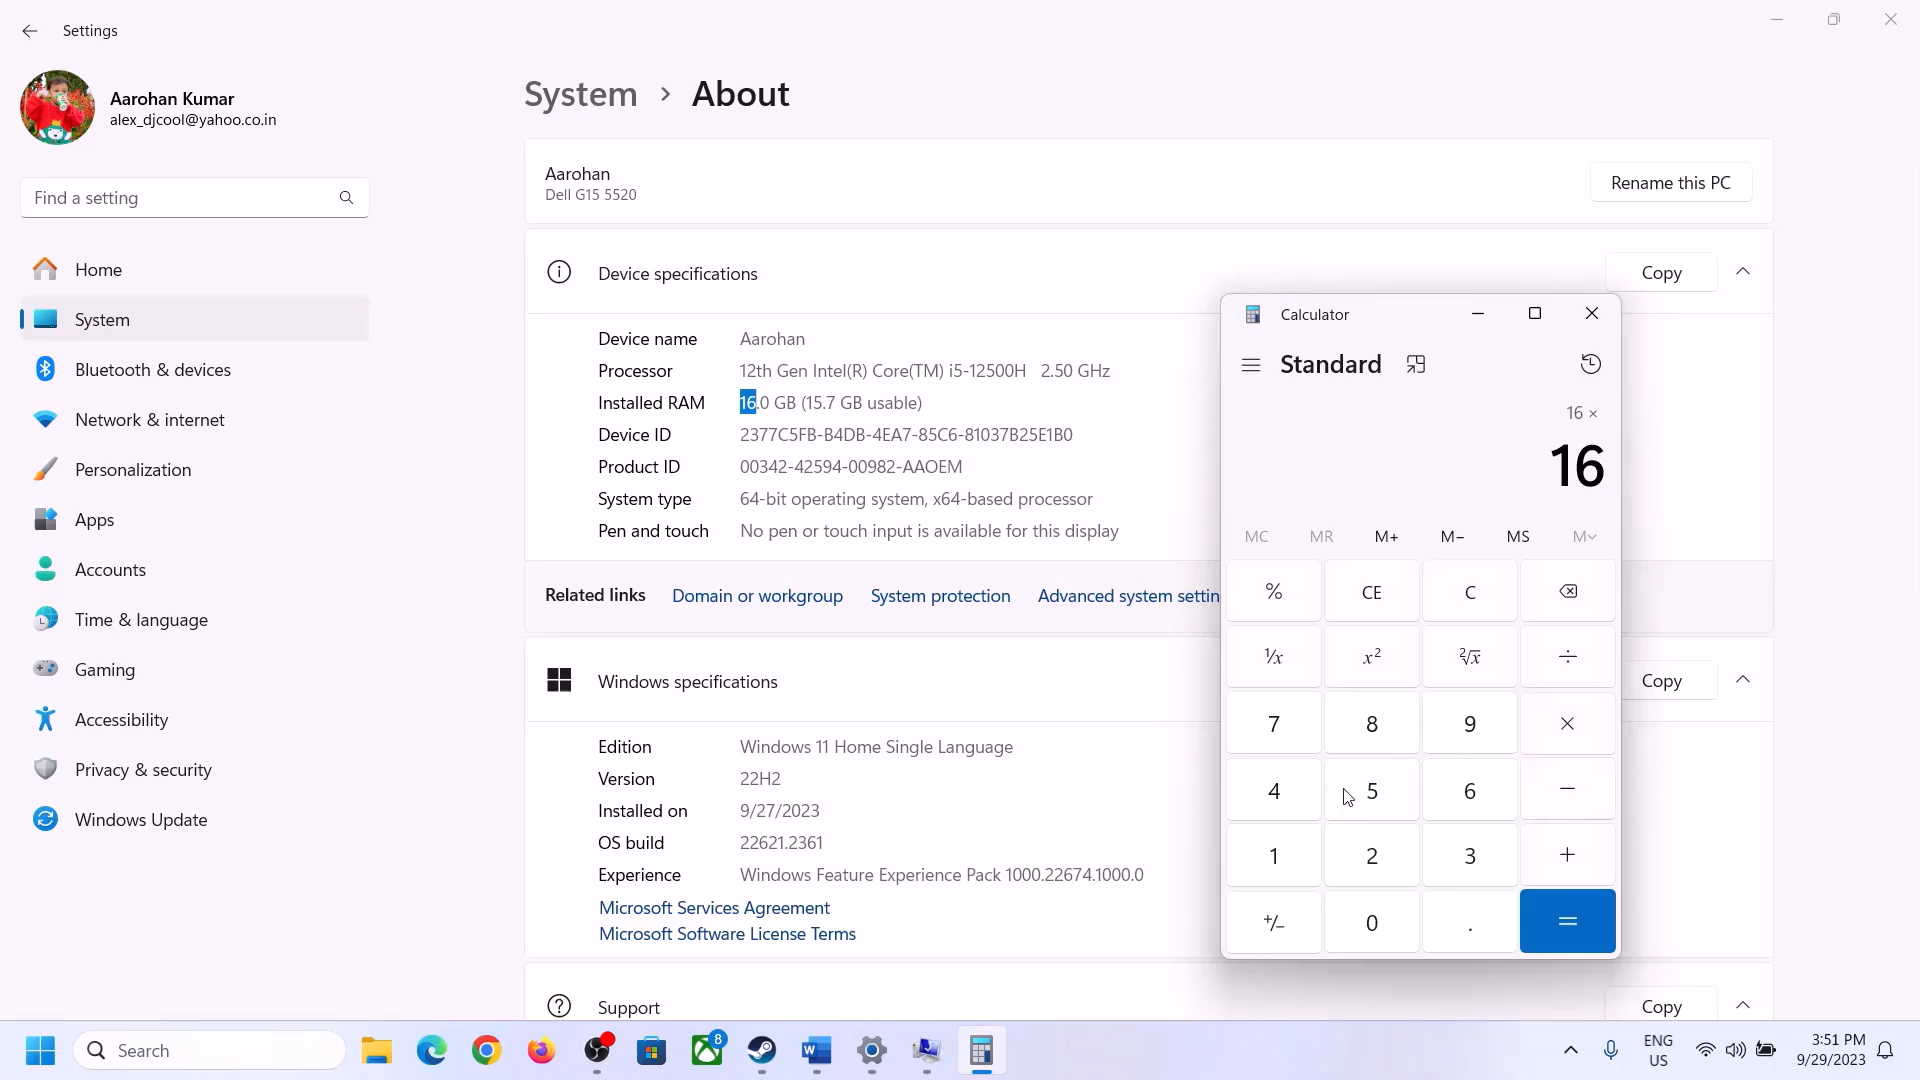 Settings
Aarohan Kumar
alex_djcool@yahoo.co.in
Find a setting
Home
System
Bluetooth & devices
Network & internet
Personalization
Apps
Accounts
Time & language
Gaming
Accessibility
Privacy & security
Windows Update
System > About
Aarohan
Dell G15 5520
Rename this PC
Device specifications
Copy
Device name Aarohan
Processor 12th Gen Intel(R) Core(TM) i5-12500H 2.50 GHz
Installed RAM 16.0 GB (15.7 GB usable)
Device ID 2377C5FB-B4DB-4EA7-85C6-81037B25E1B0
Product ID 00342-42594-00982-AAOEM
System type 64-bit operating system, x64-based processor
Pen and touch No pen or touch input is available for this display
Related links Domain or workgroup System protection Advanced system settin
Windows specifications
Copy
Edition Windows 11 Home Single Language
Version 22H2
Installed on 9/27/2023
OS build 22621.2361
Experience Windows Feature Experience Pack 1000.22674.1000.0
Microsoft Services Agreement
Microsoft Software License Terms
Support
Copy
Calculator
Standard
16 ×
16
MC MR M+ M− MS M
% CE C
⅟x x² ²√x ÷
7 8 9 ×
4 5 6 −
1 2 3 +
+/− 0 . =
Search
8
ENG
US
3:51 PM
9/29/2023